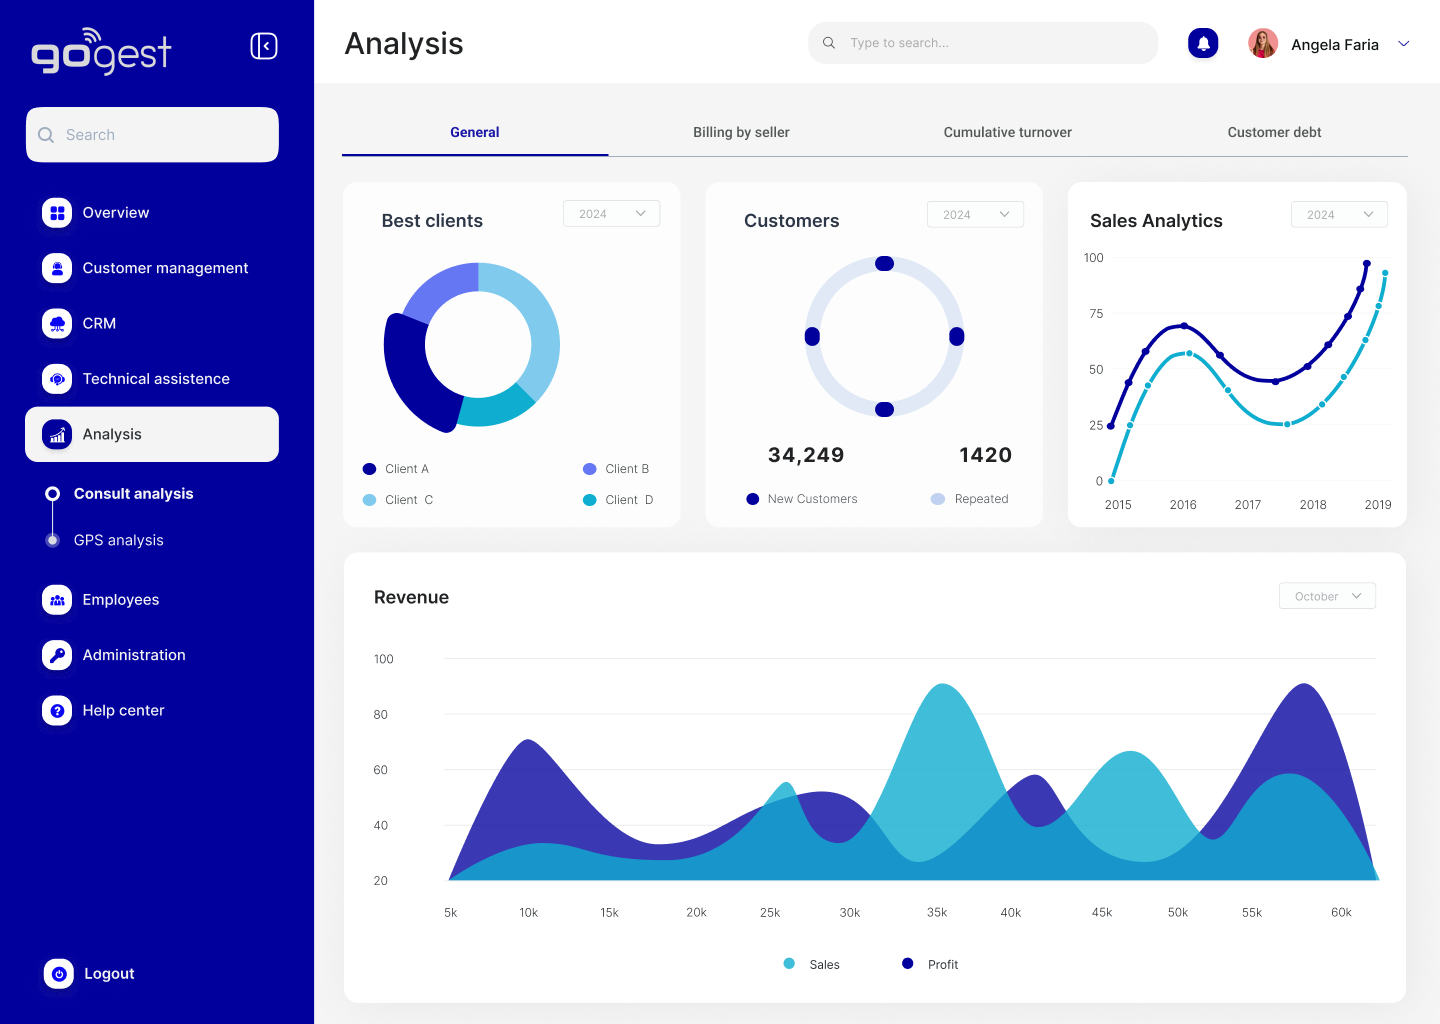 gogest
Search
Overview
Customer management
CRM
Technical assistence
Analysis
Consult analysis
GPS analysis
Employees
Administration
Help center
Logout
Analysis
Type to search...
Angela Faria
General
Billing by seller
Cumulative turnover
Customer debt
Best clients
2024
Client A
Client B
Client C
Client D
Customers
2024
34,249
1420
New Customers
Repeated
Sales Analytics
2024
100
75
50
25
0
2015 2016 2017 2018 2019
Revenue
October
100
80
60
40
20
5k 10k 15k 20k 25k 30k 35k 40k 45k 50k 55k 60k
Sales
Profit